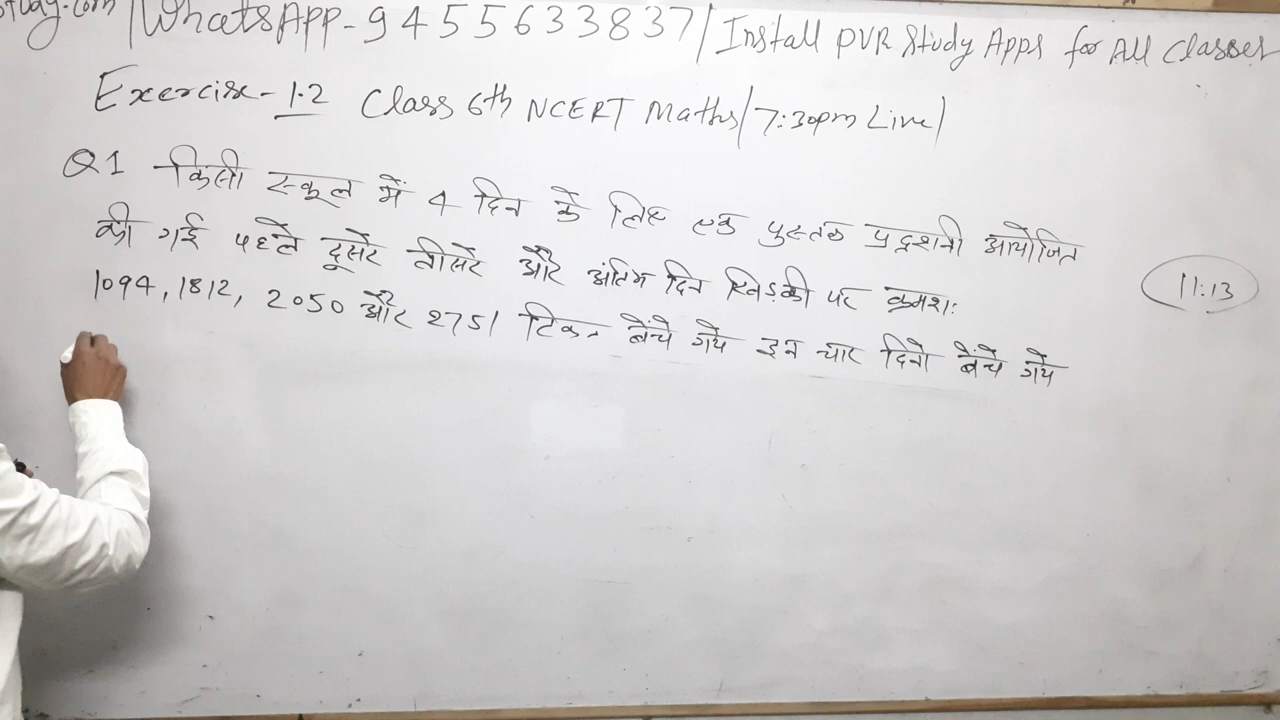 study.com | WhatsApp-9455633837 | Install PVR Study Apps for All Classes
Exercise-1.2 Class 6th NCERT Maths/7:30pm Live/
Q1 किसी स्कूल में 4 दिन के लिए एक पुस्तक प्रदर्शनी आयोजित
की गई पहले दूसरे तीसरे और अंतिम दिन खिड़की पर क्रमशः
1094, 1812, 2050 और 2751 टिकट बेंचे गये इन चार दिनो बेंचे गये
11:13